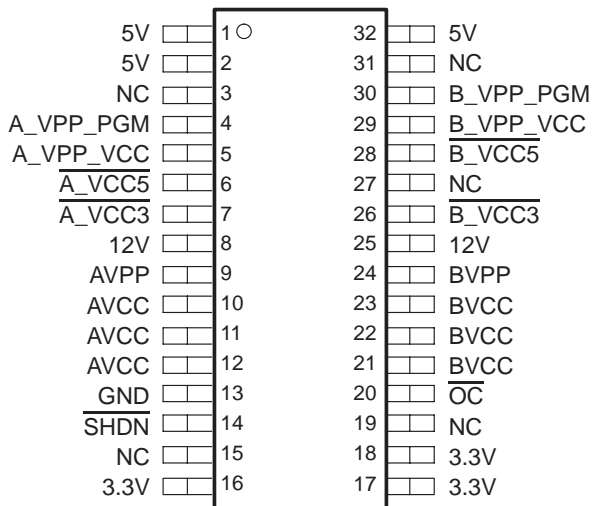 5V 1 32 5V
5V 2 31 NC
NC 3 30 B_VPP_PGM
A_VPP_PGM 4 29 B_VPP_VCC
A_VPP_VCC 5 28 B_VCC5
A_VCC5 6 27 NC
A_VCC3 7 26 B_VCC3
12V 8 25 12V
AVPP 9 24 BVPP
AVCC 10 23 BVCC
AVCC 11 22 BVCC
AVCC 12 21 BVCC
GND 13 20 OC
SHDN 14 19 NC
NC 15 18 3.3V
3.3V 16 17 3.3V